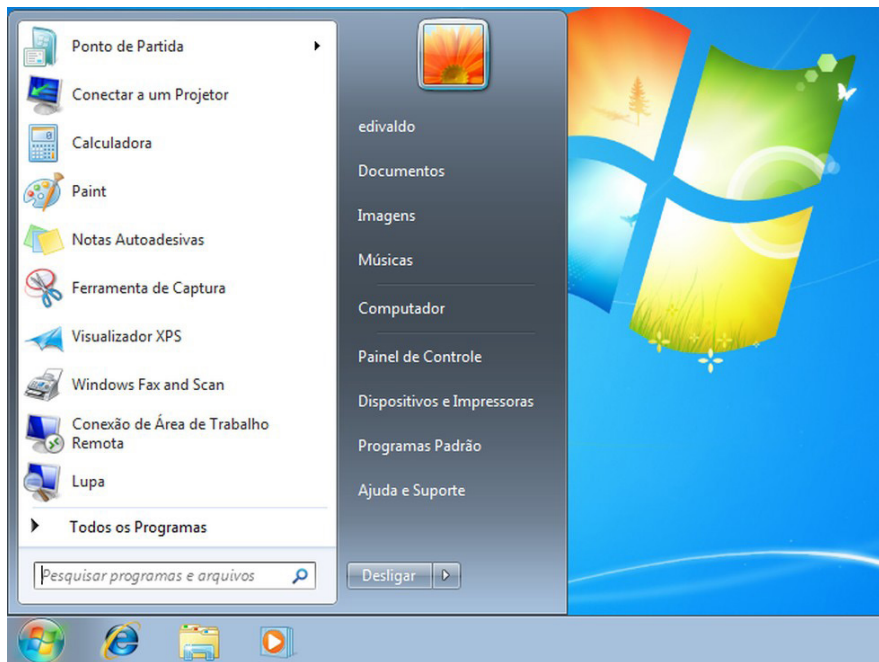 Ponto de Partida
Conectar a um Projetor
Calculadora
Paint
Notas Autoadesivas
Ferramenta de Captura
Visualizador XPS
Windows Fax and Scan
Conexão de Área de Trabalho
Remota
Lupa
Todos os Programas
Pesquisar programas e arquivos
edivaldo
Documentos
Imagens
Músicas
Computador
Painel de Controle
Dispositivos e Impressoras
Programas Padrão
Ajuda e Suporte
Desligar